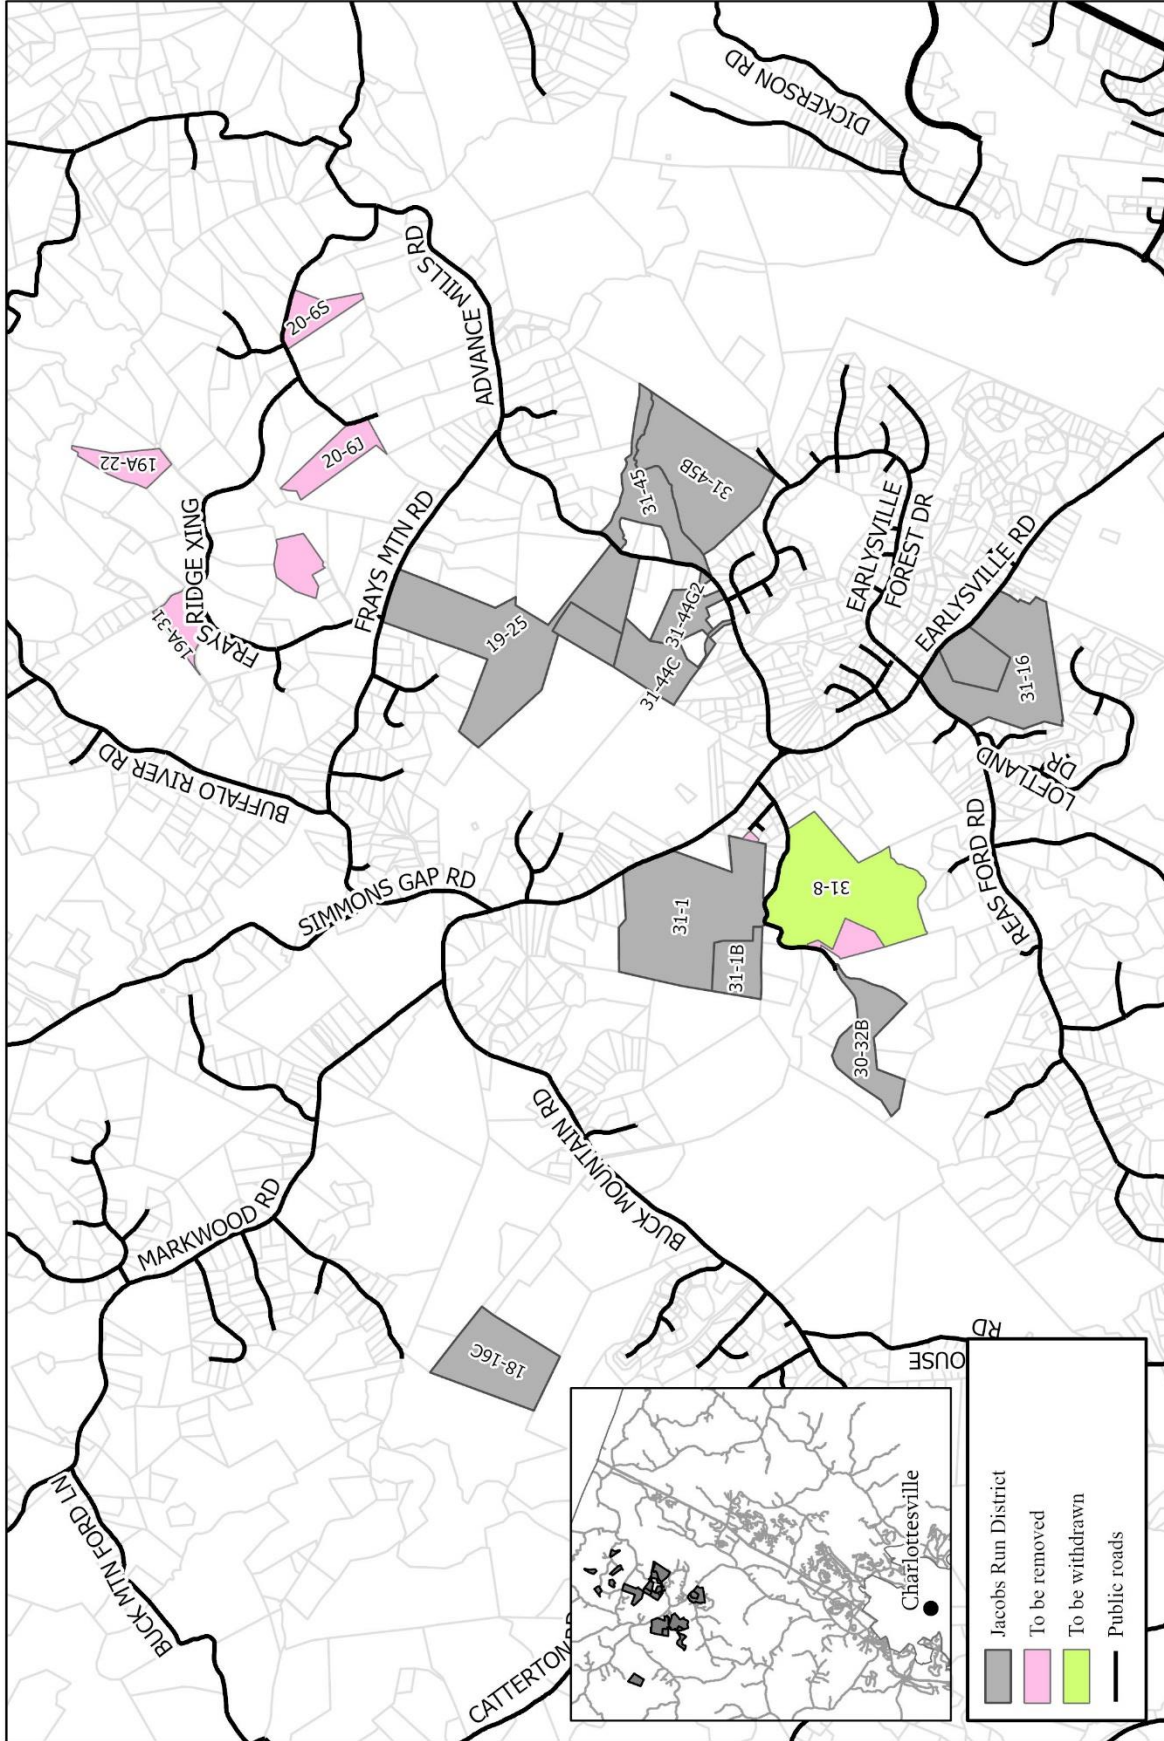 BUCK MTN FORD LN
MARKWOOD RD
SIMMONS GAP RD
BUFFALO RIVER RD
FRAYS RIDGE XING
19A-31
19A-22
20-6S
20-6J
FRAYS MTN RD
ADVANCE MILLS RD
DICKERSON RD
CATTERTON
18-16C
BUCK MOUNTAIN RD
19-25
31-45
31-45B
31-44G2
31-44C
31-1
31-1B
31-8
30-32B
31-16
EARLYSVILLE
FOREST DR
EARLYSVILLE RD
LOFTLAND
DR
REAS FORD RD
OUSE
RD
Charlottesville
Jacobs Run District
To be removed
To be withdrawn
Public roads